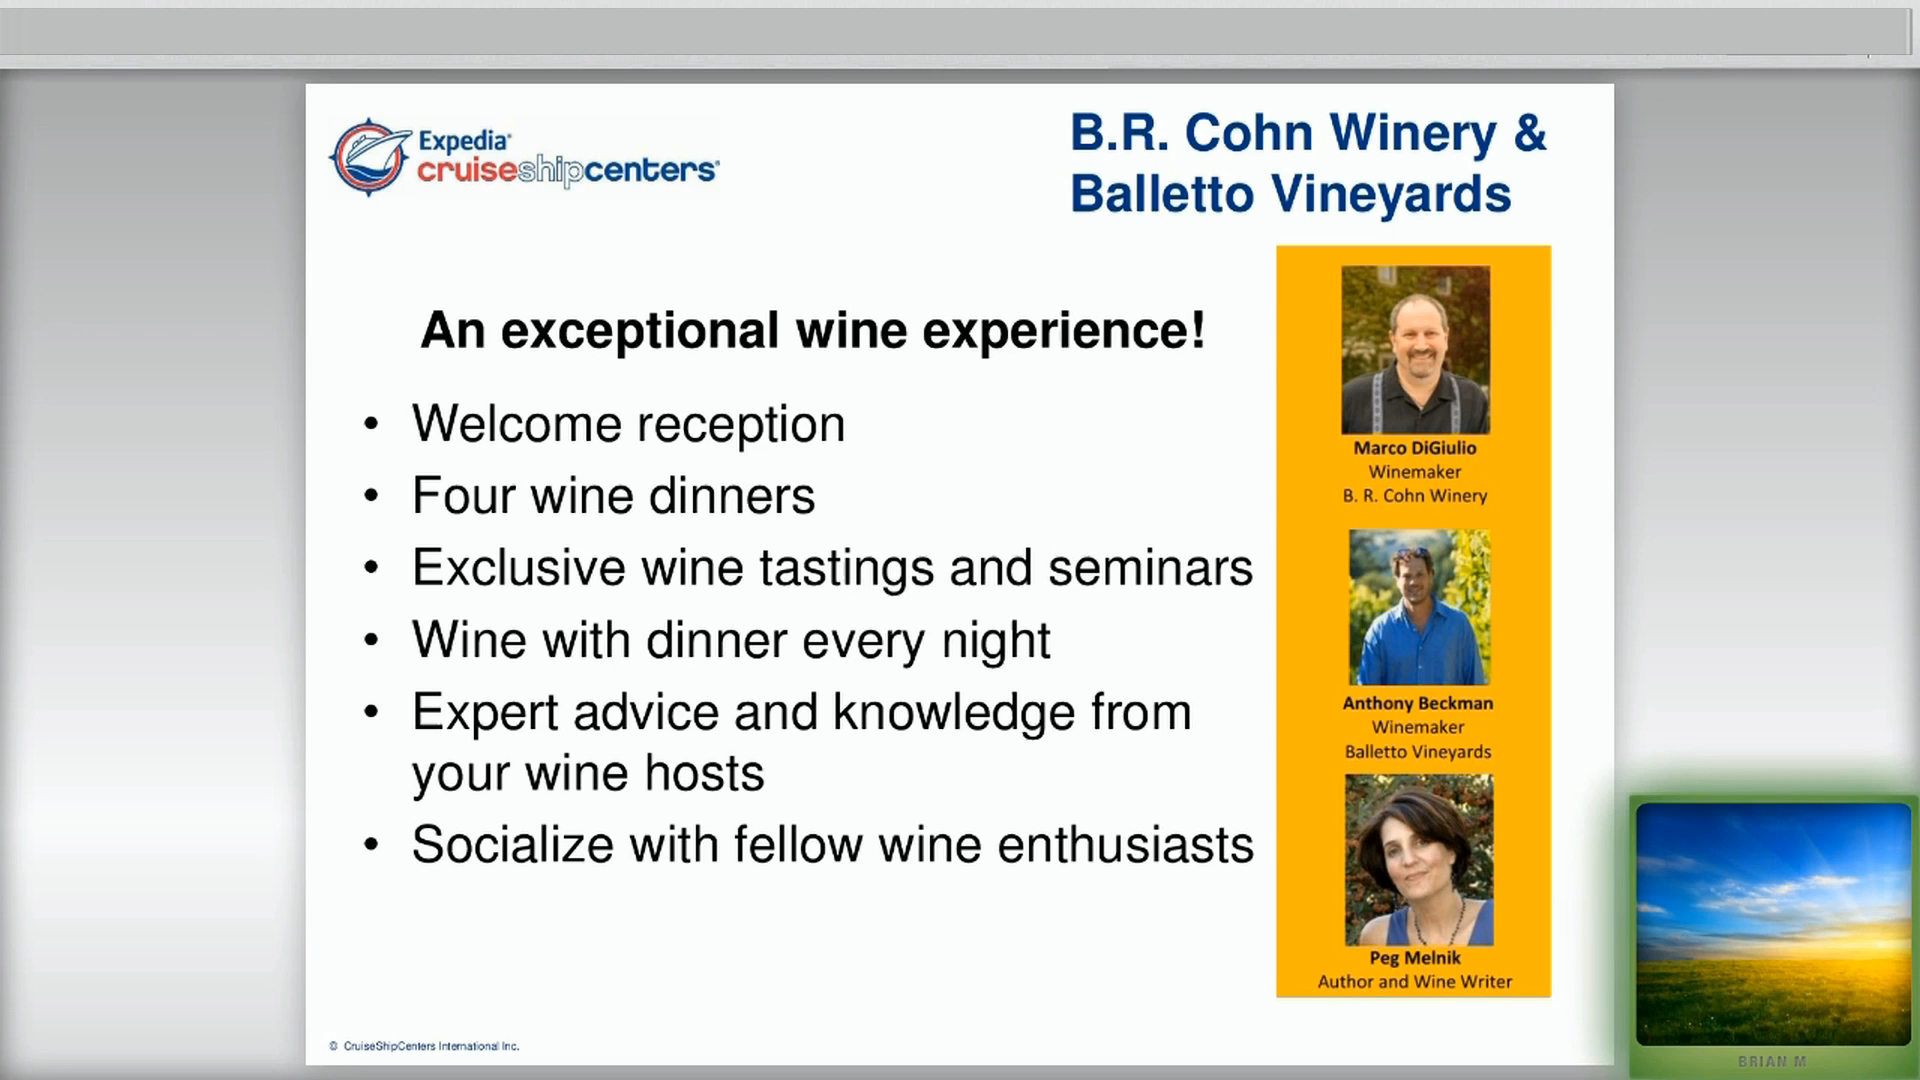 Expedia®
cruiseshipcenters®
B.R. Cohn Winery &
Balletto Vineyards
An exceptional wine experience!
• Welcome reception
• Four wine dinners
• Exclusive wine tastings and seminars
• Wine with dinner every night
• Expert advice and knowledge from
your wine hosts
• Socialize with fellow wine enthusiasts
Marco DiGiulio
Winemaker
B. R. Cohn Winery
Anthony Beckman
Winemaker
Balletto Vineyards
Peg Melnik
Author and Wine Writer
© CruiseShipCenters International Inc.
BRIAN M